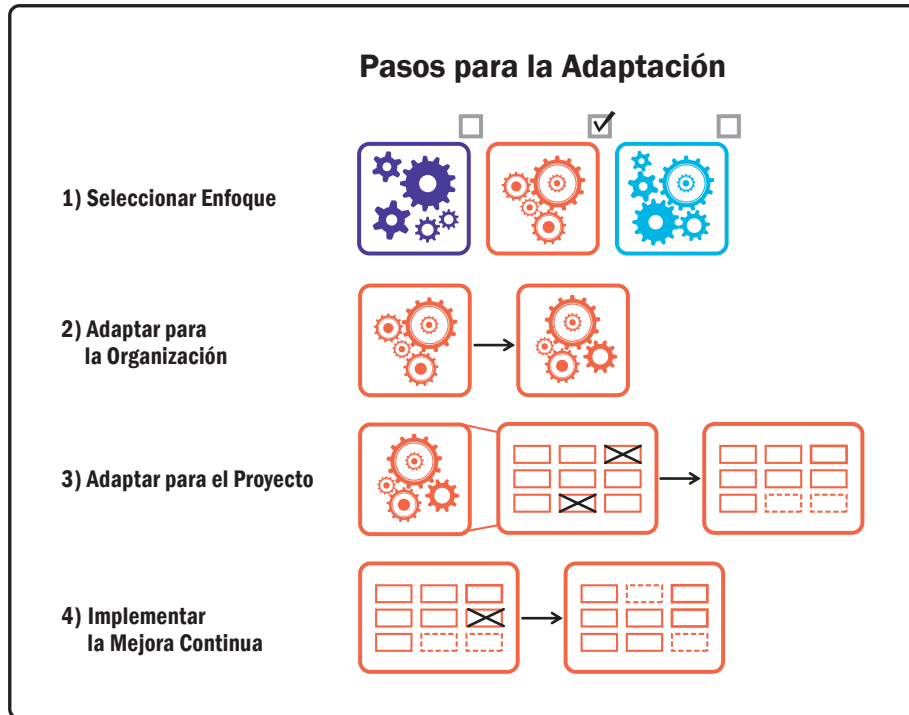 Pasos para la Adaptación
1) Seleccionar Enfoque
2) Adaptar para
la Organización
3) Adaptar para el Proyecto
4) Implementar
la Mejora Continua